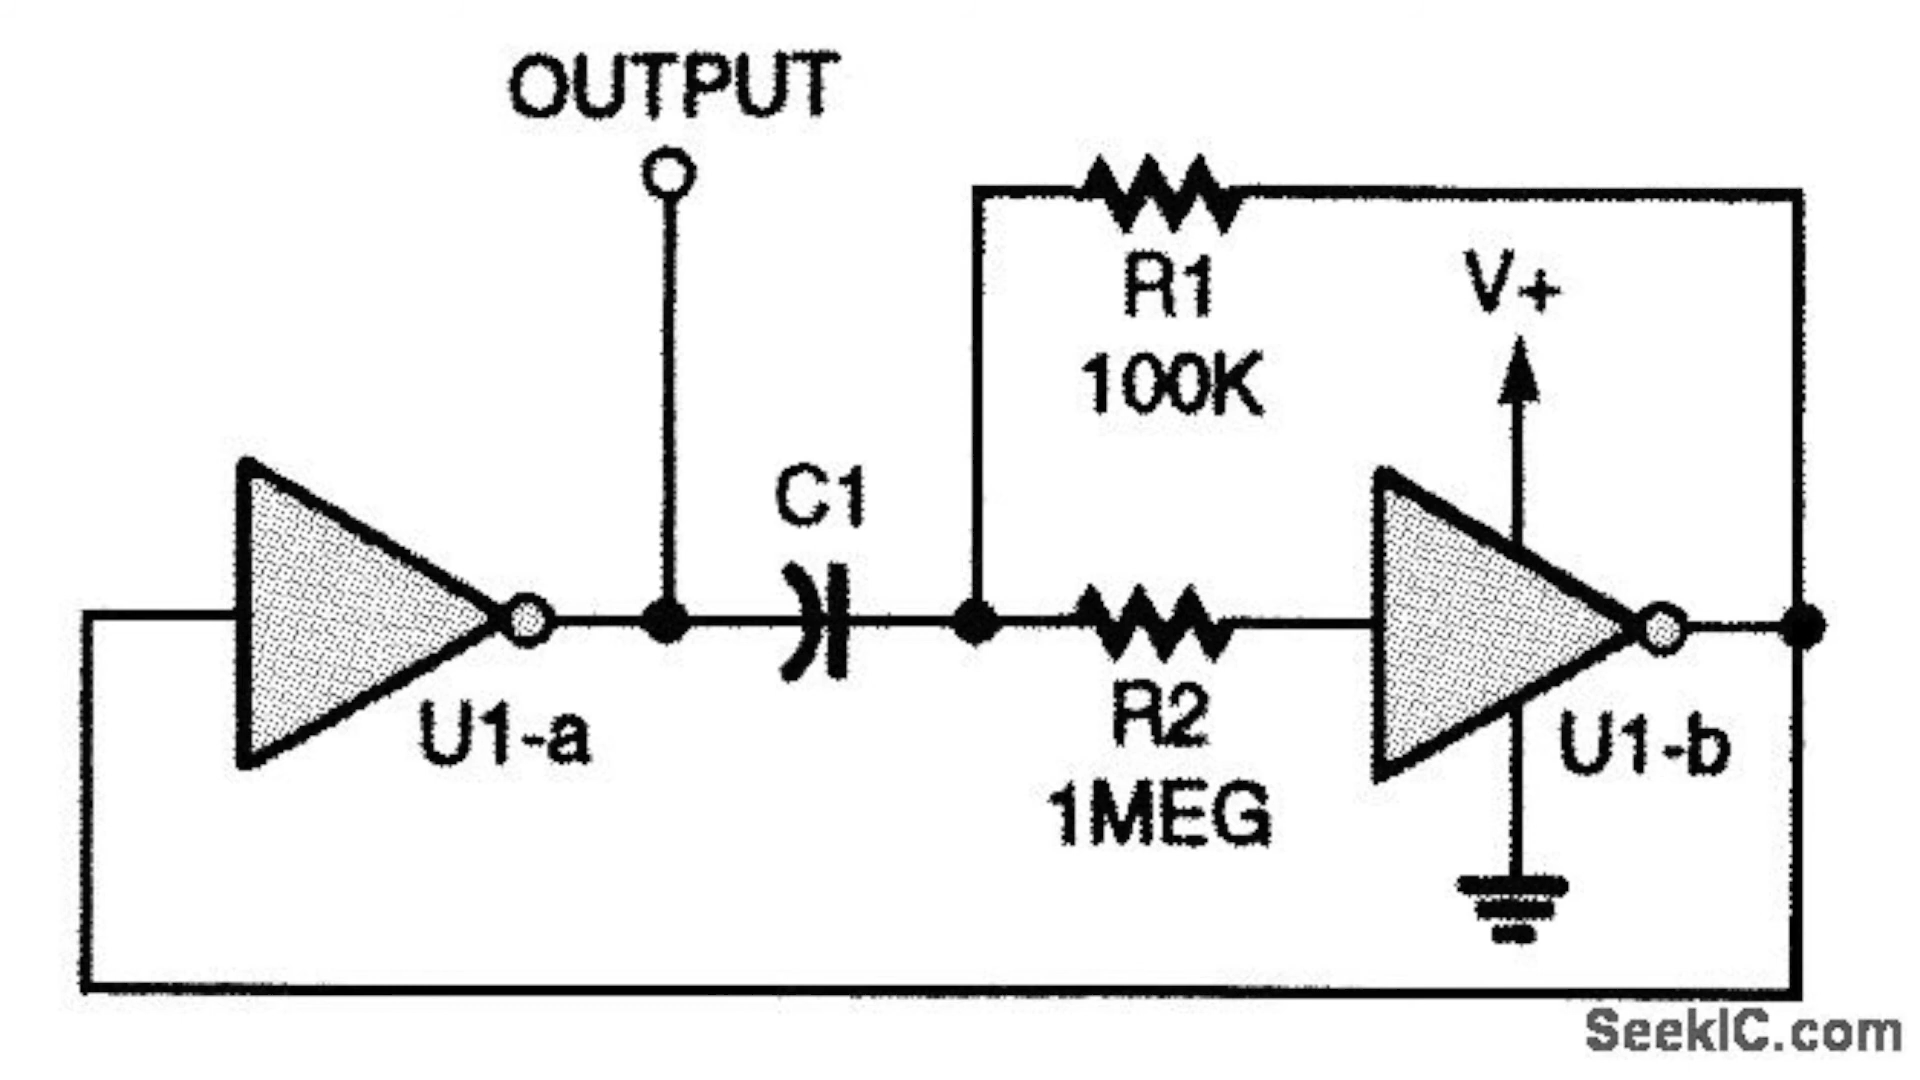 OUTPUT
R1
100K
V+
C1
U1-a
R2
1MEG
U1-b
SeekIC.com